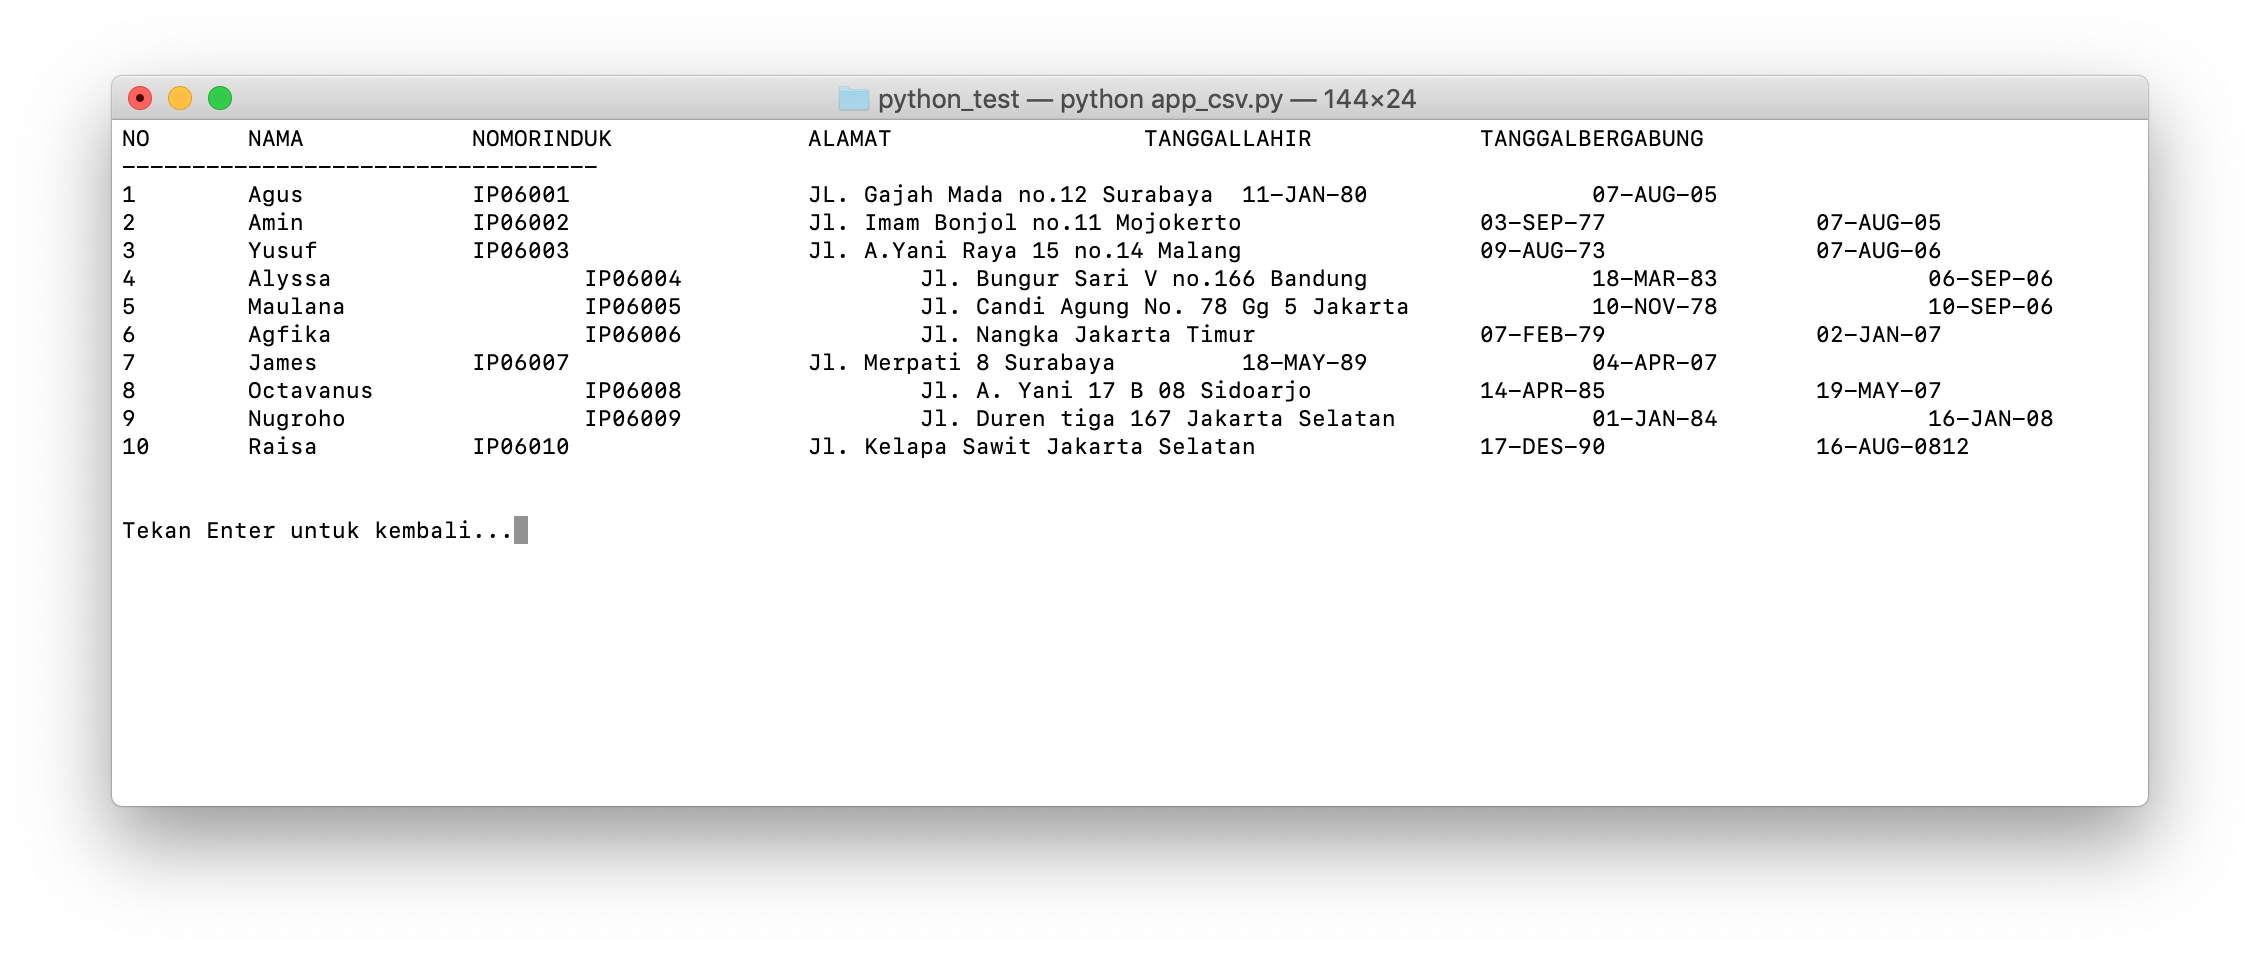 python_test — python app_csv.py — 144×24
NO NAMA NOMORINDUK ALAMAT TANGGALLAHIR TANGGALBERGABUNG
----------------------------------
1 Agus IP06001 JL. Gajah Mada no.12 Surabaya 11-JAN-80 07-AUG-05
2 Amin IP06002 Jl. Imam Bonjol no.11 Mojokerto 03-SEP-77 07-AUG-05
3 Yusuf IP06003 Jl. A.Yani Raya 15 no.14 Malang 09-AUG-73 07-AUG-06
4 Alyssa IP06004 Jl. Bungur Sari V no.166 Bandung 18-MAR-83 06-SEP-06
5 Maulana IP06005 Jl. Candi Agung No. 78 Gg 5 Jakarta 10-NOV-78 10-SEP-06
6 Agfika IP06006 Jl. Nangka Jakarta Timur 07-FEB-79 02-JAN-07
7 James IP06007 Jl. Merpati 8 Surabaya 18-MAY-89 04-APR-07
8 Octavanus IP06008 Jl. A. Yani 17 B 08 Sidoarjo 14-APR-85 19-MAY-07
9 Nugroho IP06009 Jl. Duren tiga 167 Jakarta Selatan 01-JAN-84 16-JAN-08
10 Raisa IP06010 Jl. Kelapa Sawit Jakarta Selatan 17-DES-90 16-AUG-0812
Tekan Enter untuk kembali...